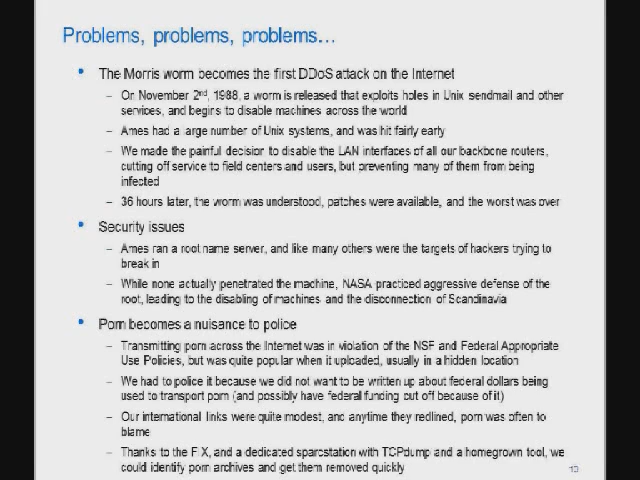 Problems, problems, problems...
• The Morris worm becomes the first DDoS attack on the Internet
– On November 2nd, 1988, a worm is released that exploits holes in Unix sendmail and other
services, and begins to disable machines across the world
– Ames had a large number of Unix systems, and was hit fairly early
– We made the painful decision to disable the LAN interfaces of all our backbone routers,
cutting off service to field centers and users, but preventing many of them from being
infected
– 36 hours later, the worm was understood, patches were available, and the worst was over
• Security issues
– Ames ran a root name server, and like many others were the targets of hackers trying to
break in
– While none actually penetrated the machine, NASA practiced aggressive defense of the
root, leading to the disabling of machines and the disconnection of Scandinavia
• Porn becomes a nuisance to police
– Transmitting porn across the Internet was in violation of the NSF and Federal Appropriate
Use Policies, but was quite popular when it uploaded, usually in a hidden location
– We had to police it because we did not want to be written up about federal dollars being
used to transport porn (and possibly have federal funding cut off because of it)
– Our international links were quite modest, and anytime they redlined, porn was often to
blame
– Thanks to the FIX, and a dedicated sparcstation with TCPdump and a homegrown tool, we
could identify porn archives and get them removed quickly
13